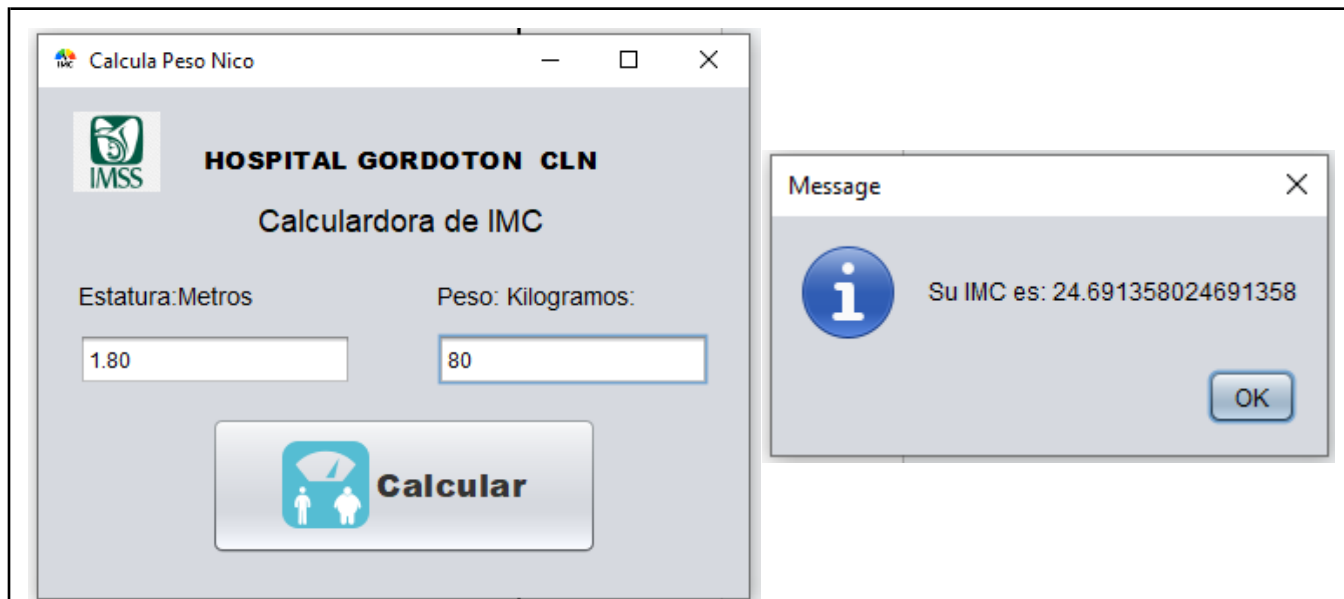 IMC Calcula Peso Nico
IMSS
HOSPITAL GORDOTON CLN
Calculardora de IMC
Estatura:Metros
Peso: Kilogramos:
1.80
80
Calcular
Message
Su IMC es: 24.691358024691358
OK